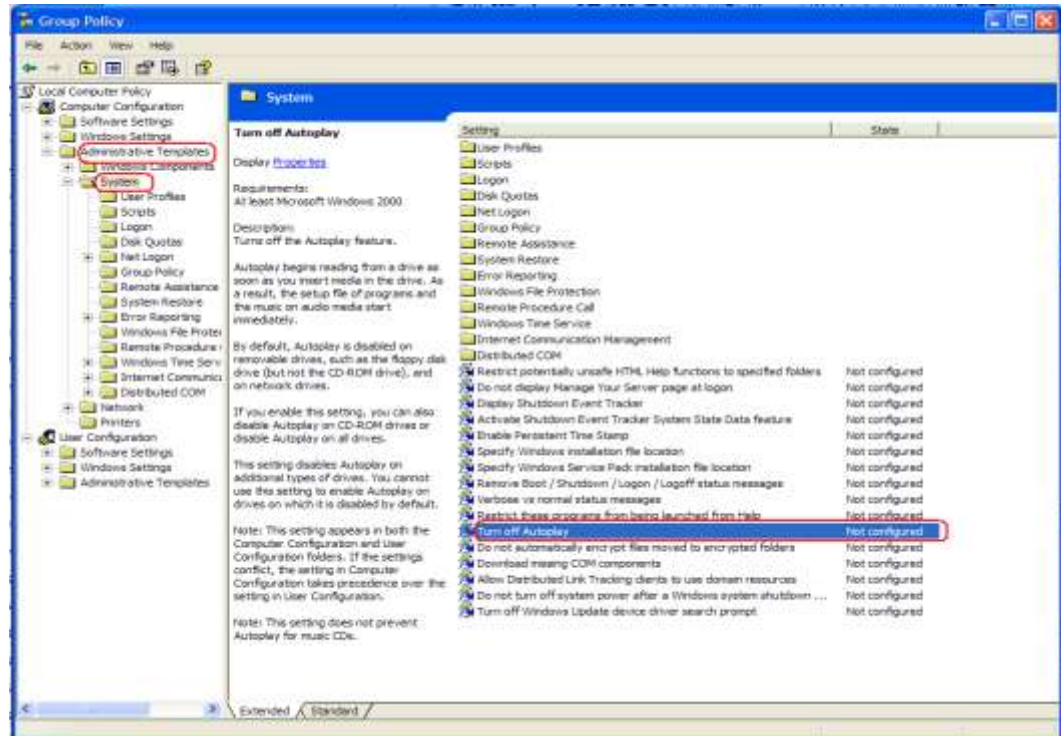 Group Policy
File Action View Help
Local Computer Policy
Computer Configuration
Software Settings
Windows Settings
Administrative Templates
Windows Components
System
User Profiles
Scripts
Logon
Disk Quotas
Net Logon
Group Policy
Remote Assistance
System Restore
Error Reporting
Windows File Protec
Remote Procedure
Windows Time Serv
Internet Communica
Distributed COM
Network
Printers
User Configuration
Software Settings
Windows Settings
Administrative Templates
System
Turn off Autoplay
Display Properties
Requirements:
At least Microsoft Windows 2000
Description:
Turns off the Autoplay feature.
Autoplay begins reading from a drive as
soon as you insert media in the drive. As
a result, the setup file of programs and
the music on audio media start
immediately.
By default, Autoplay is disabled on
removable drives, such as the floppy disk
drive (but not the CD-ROM drive), and
on network drives.
If you enable this setting, you can also
disable Autoplay on CD-ROM drives or
disable Autoplay on all drives.
This setting disables Autoplay on
additional types of drives. You cannot
use this setting to enable Autoplay on
drives on which it is disabled by default.
Note: This setting appears in both the
Computer Configuration and User
Configuration folders. If the settings
conflict, the setting in Computer
Configuration takes precedence over the
setting in User Configuration.
Note: This setting does not prevent
Autoplay for music CDs.
Setting State
User Profiles
Scripts
Logon
Disk Quotas
Net Logon
Group Policy
Remote Assistance
System Restore
Error Reporting
Windows File Protection
Remote Procedure Call
Windows Time Service
Internet Communication Management
Distributed COM
Restrict potentially unsafe HTML Help functions to specified folders Not configured
Do not display Manage Your Server page at logon Not configured
Display Shutdown Event Tracker Not configured
Activate Shutdown Event Tracker System State Data feature Not configured
Enable Persistent Time Stamp Not configured
Specify Windows installation file location Not configured
Specify Windows Service Pack installation file location Not configured
Remove Boot / Shutdown / Logon / Logoff status messages Not configured
Verbose vs normal status messages Not configured
Restrict these programs from being launched from Help Not configured
Turn off Autoplay Not configured
Do not automatically encrypt files moved to encrypted folders Not configured
Download missing COM components Not configured
Allow Distributed Link Tracking clients to use domain resources Not configured
Do not turn off system power after a Windows system shutdown ... Not configured
Turn off Windows Update device driver search prompt Not configured
Extended Standard